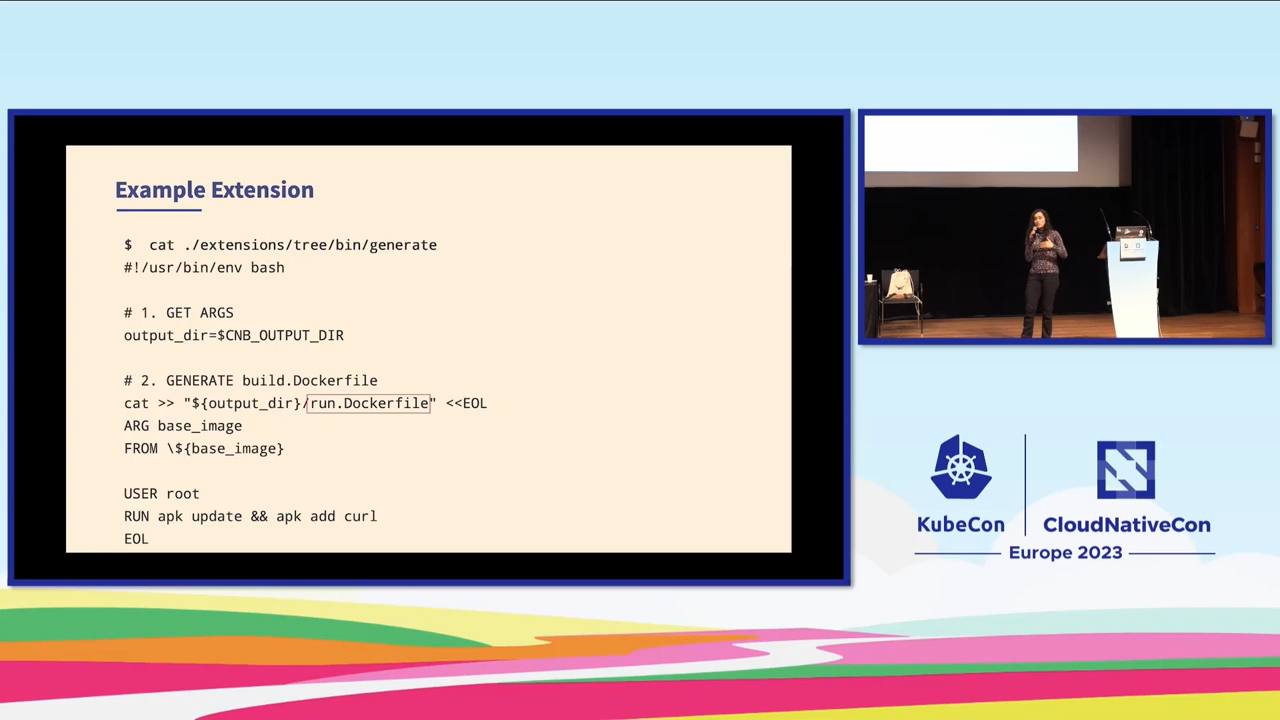 Example Extension
$ cat ./extensions/tree/bin/generate
#!/usr/bin/env bash
# 1. GET ARGS
output_dir=$CNB_OUTPUT_DIR
# 2. GENERATE build.Dockerfile
cat >> "${output_dir}/run.Dockerfile" <<EOL
ARG base_image
FROM \${base_image}
USER root
RUN apk update && apk add curl
EOL
KubeCon
CloudNativeCon
Europe 2023